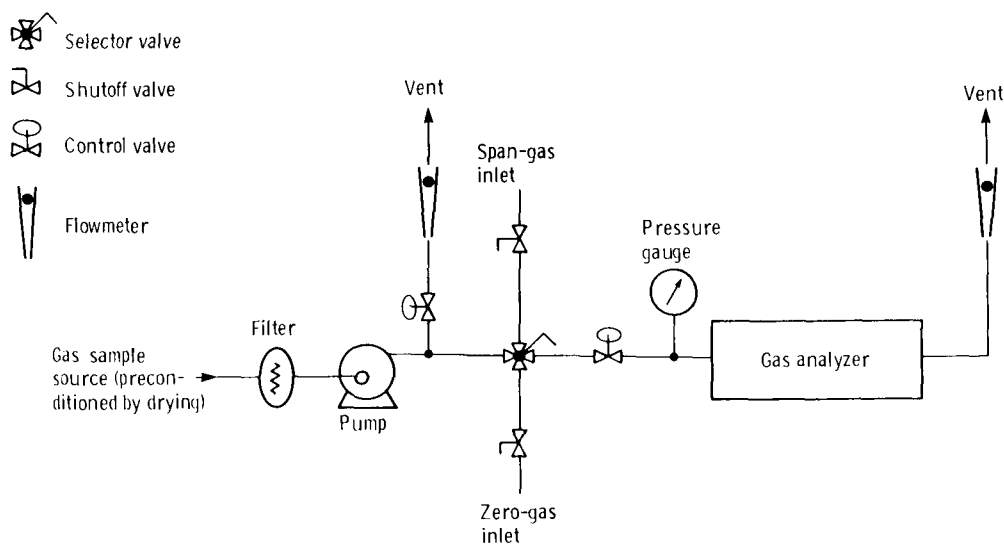 Selector valve
Shutoff valve
Control valve
Flowmeter
Vent
Vent
Span-gas
inlet
Pressure
gauge
Filter
Gas sample
source (precon-
ditioned by drying)
Pump
Gas analyzer
Zero-gas
inlet